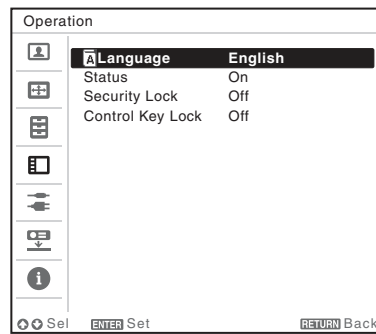 Operation
A Language English
Status On
Security Lock Off
Control Key Lock Off
Sel ENTER Set RETURN Back